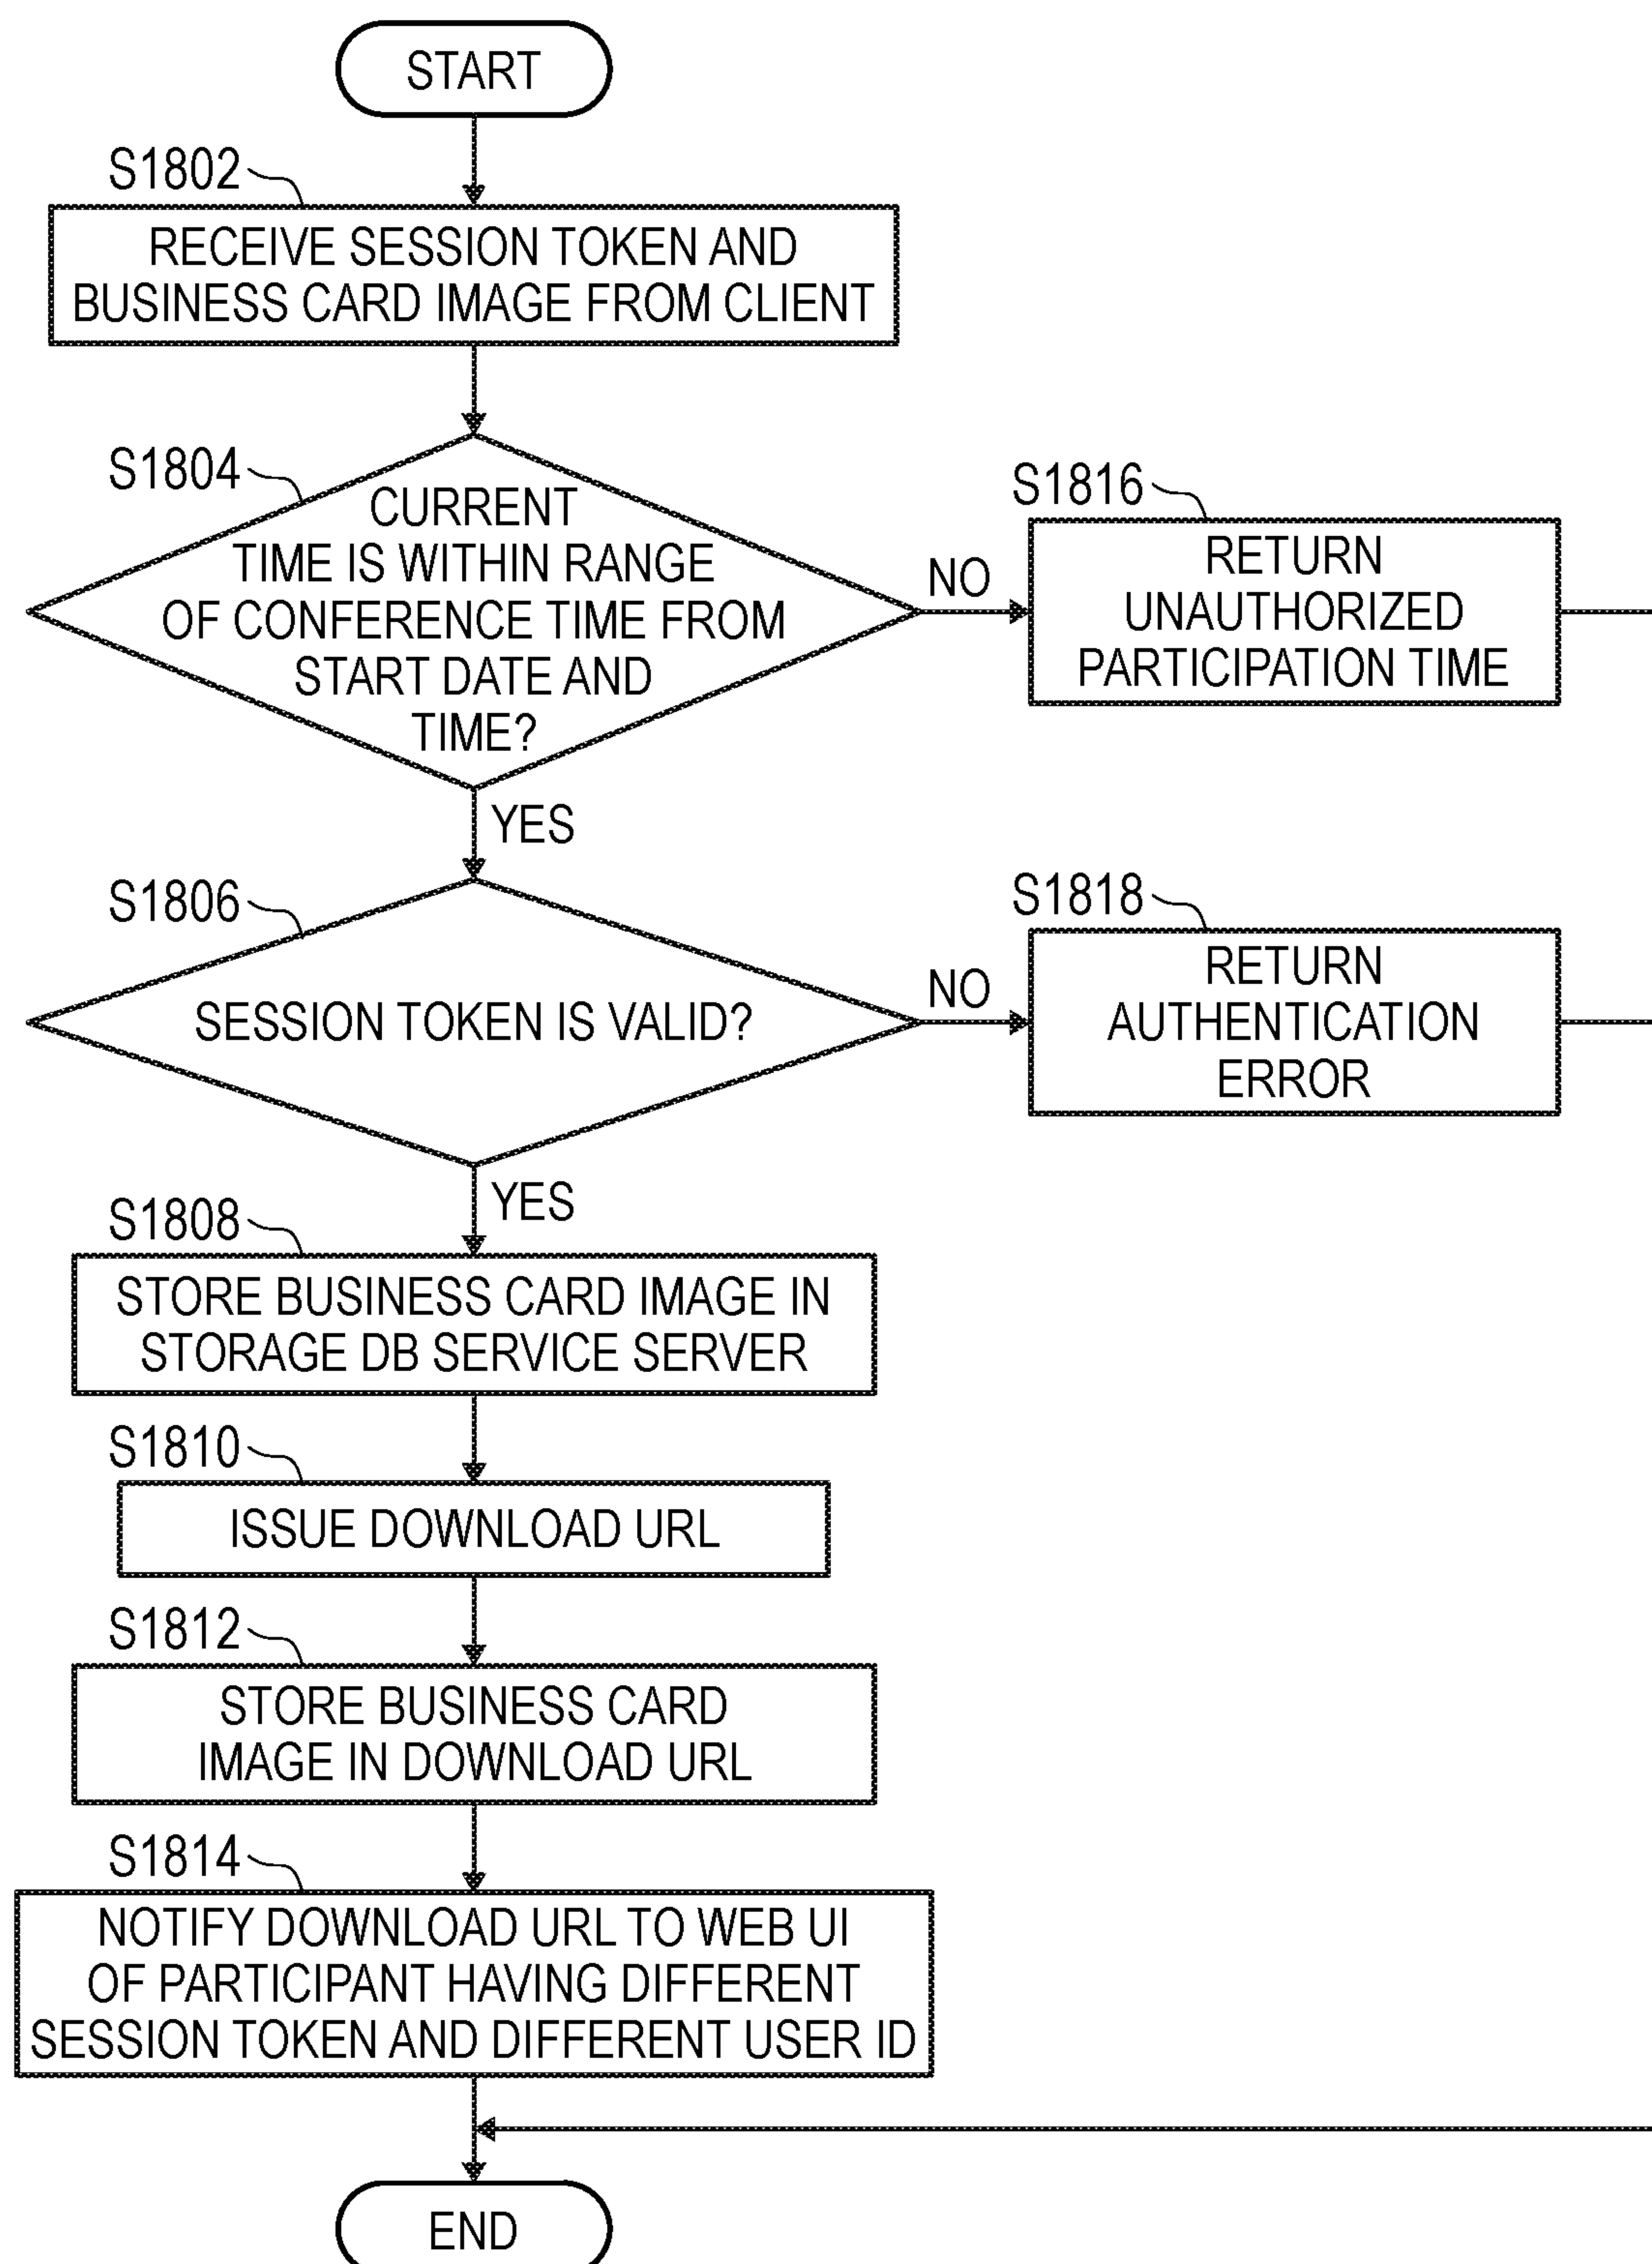 START
S1802
RECEIVE SESSION TOKEN AND
BUSINESS CARD IMAGE FROM CLIENT
S1804
CURRENT
TIME IS WITHIN RANGE
OF CONFERENCE TIME FROM
START DATE AND
TIME?
NO
S1816
RETURN
UNAUTHORIZED
PARTICIPATION TIME
YES
S1806
SESSION TOKEN IS VALID?
NO
S1818
RETURN
AUTHENTICATION
ERROR
YES
S1808
STORE BUSINESS CARD IMAGE IN
STORAGE DB SERVICE SERVER
S1810
ISSUE DOWNLOAD URL
S1812
STORE BUSINESS CARD
IMAGE IN DOWNLOAD URL
S1814
NOTIFY DOWNLOAD URL TO WEB UI
OF PARTICIPANT HAVING DIFFERENT
SESSION TOKEN AND DIFFERENT USER ID
END